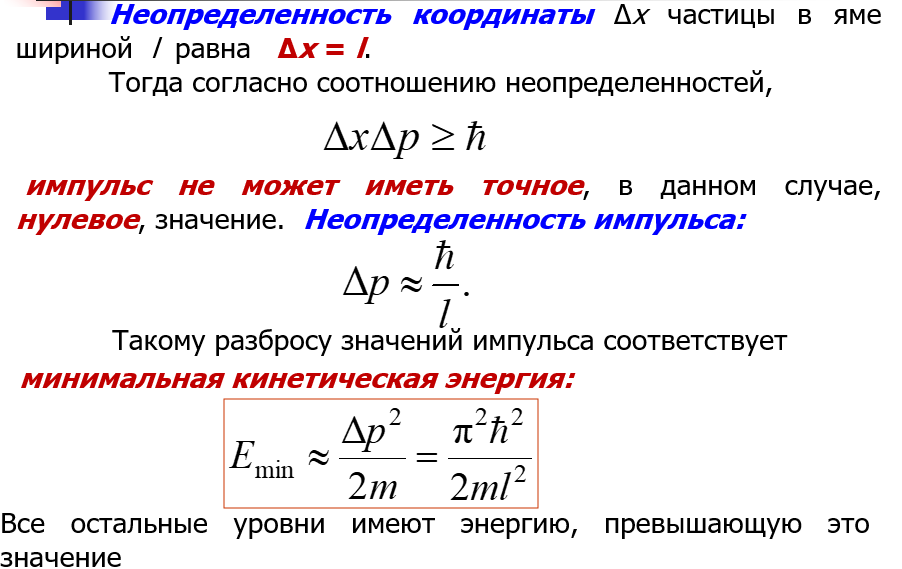 Неопределенность координаты Δx частицы в яме
шириной l равна Δx = l.
Тогда согласно соотношению неопределенностей,
ΔxΔp ≥ ħ
импульс не может иметь точное, в данном случае,
нулевое, значение. Неопределенность импульса:
Δp ≈ ħ/l.
Такому разбросу значений импульса соответствует
минимальная кинетическая энергия:
E_min ≈ Δp²/2m = π²ħ²/2ml²
Все остальные уровни имеют энергию, превышающую это
значение